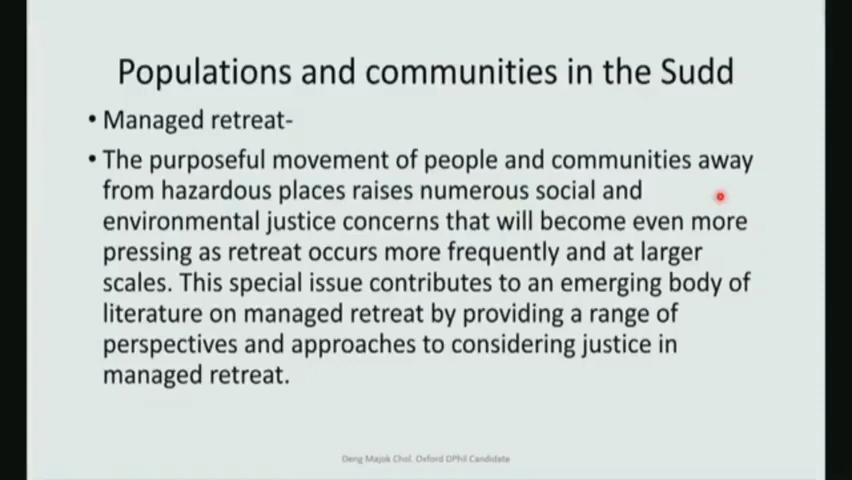 Populations and communities in the Sudd
• Managed retreat-
• The purposeful movement of people and communities away
from hazardous places raises numerous social and
environmental justice concerns that will become even more
pressing as retreat occurs more frequently and at larger
scales. This special issue contributes to an emerging body of
literature on managed retreat by providing a range of
perspectives and approaches to considering justice in
managed retreat.
Deng Majok Chol. Oxford DPhil Candidate